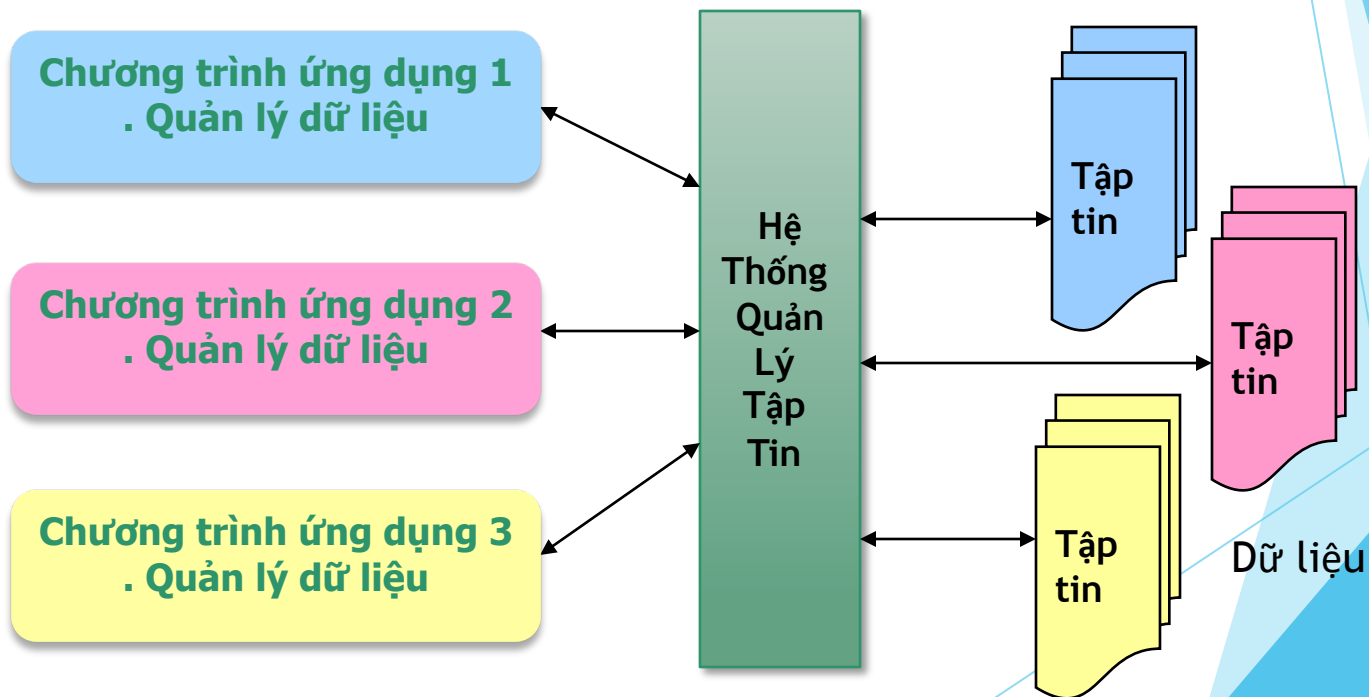 Chương trình ứng dụng 1
. Quản lý dữ liệu
Chương trình ứng dụng 2
. Quản lý dữ liệu
Chương trình ứng dụng 3
. Quản lý dữ liệu
Hệ
Thống
Quản
Lý
Tập
Tin
Tập
tin
Tập
tin
Tập
tin
Dữ liệu